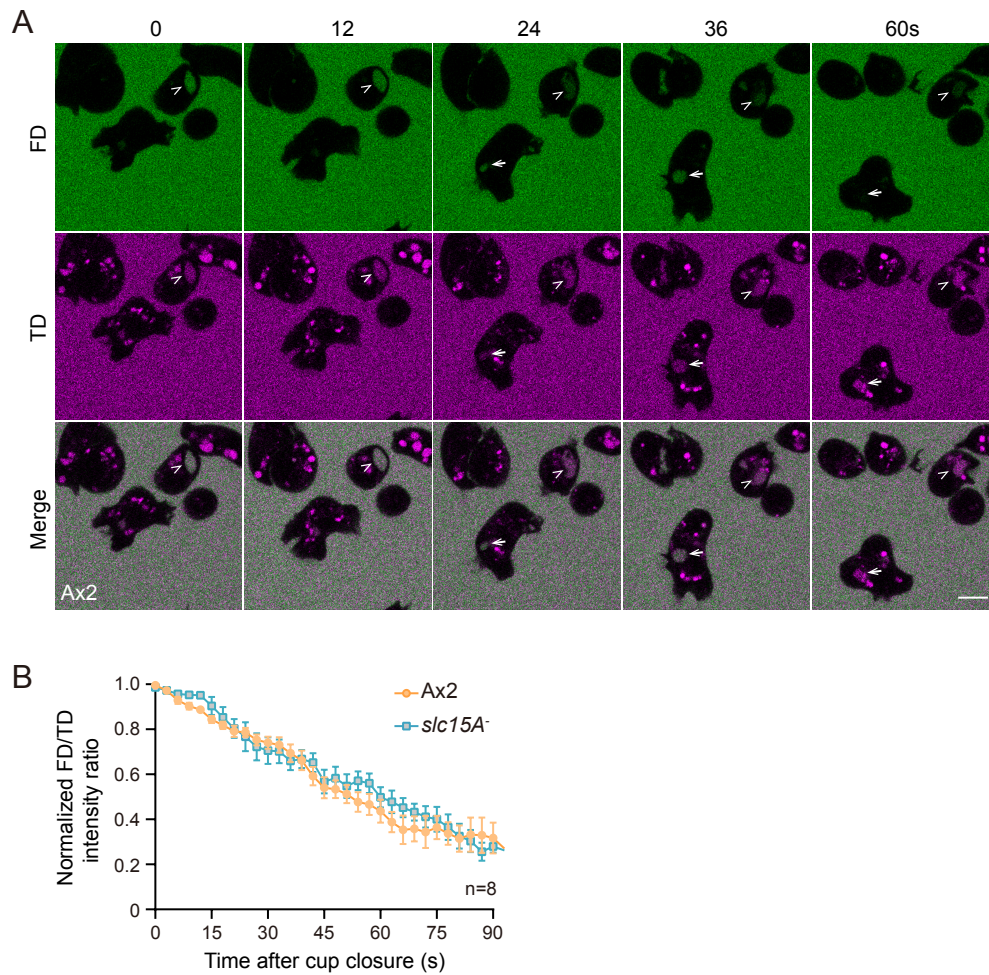 A
0 12 24 36 60s
FD
TD
Merge
Ax2
B
Normalized FD/TD
intensity ratio
1.0
0.8
0.6
0.4
0.2
0
Ax2
slc15A-
n=8
0 15 30 45 60 75 90
Time after cup closure (s)